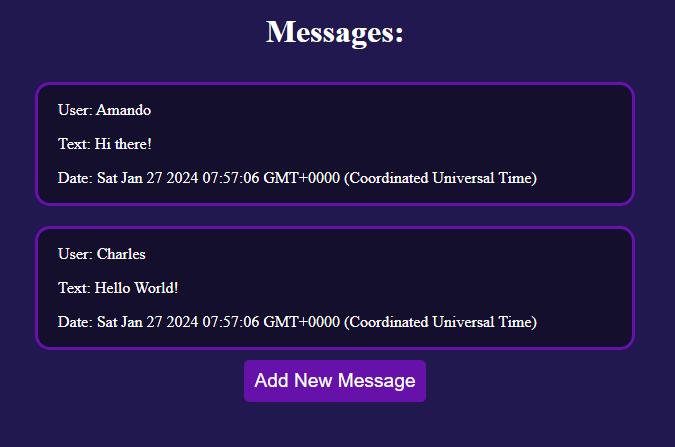 Messages:
User: Amando
Text: Hi there!
Date: Sat Jan 27 2024 07:57:06 GMT+0000 (Coordinated Universal Time)
User: Charles
Text: Hello World!
Date: Sat Jan 27 2024 07:57:06 GMT+0000 (Coordinated Universal Time)
Add New Message